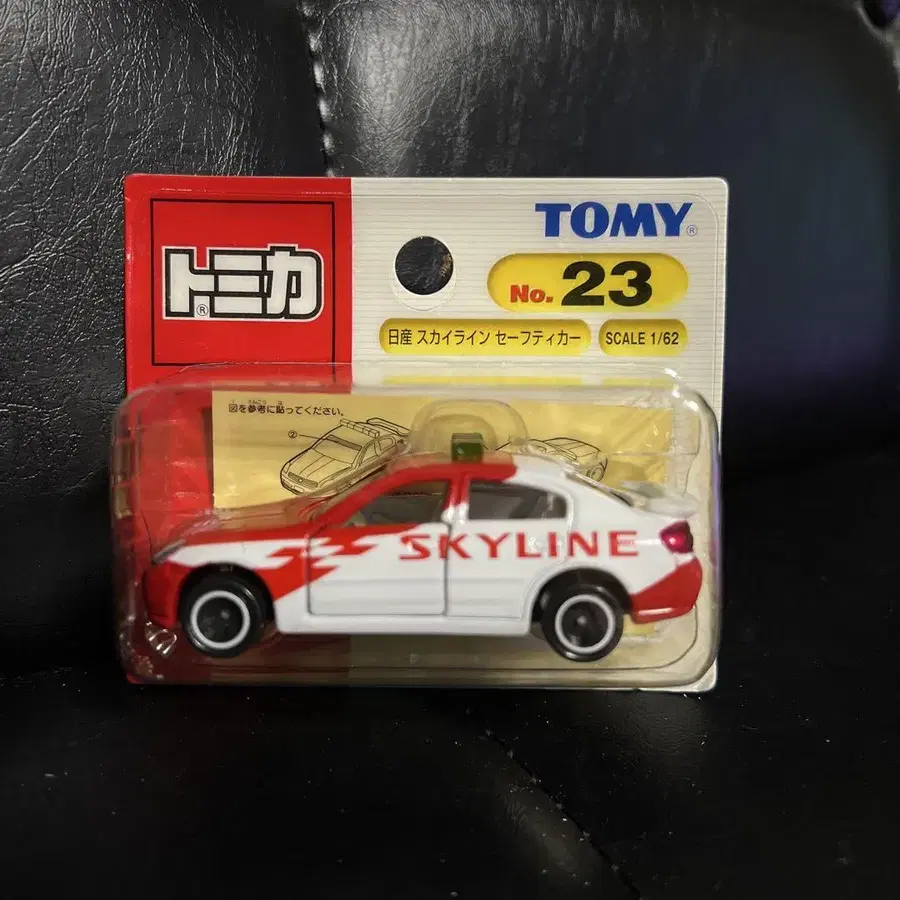 トミカ®
TOMY®
No. 23
日産 スカイライン セーフティカー
SCALE 1/62
図を参考に貼ってください。
②
SKYLINE